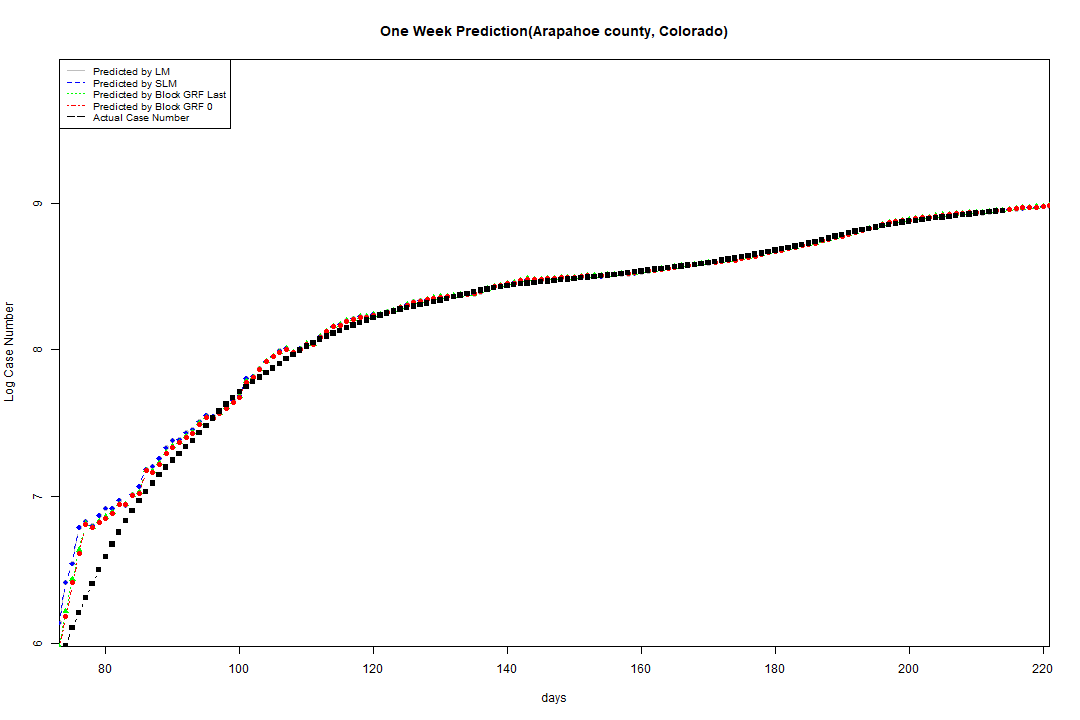 One Week Prediction(Arapahoe county, Colorado)
Predicted by LM
Predicted by SLM
Predicted by Block GRF Last
Predicted by Block GRF 0
Actual Case Number
9
8
7
6
Log Case Number
80 100 120 140 160 180 200 220
days